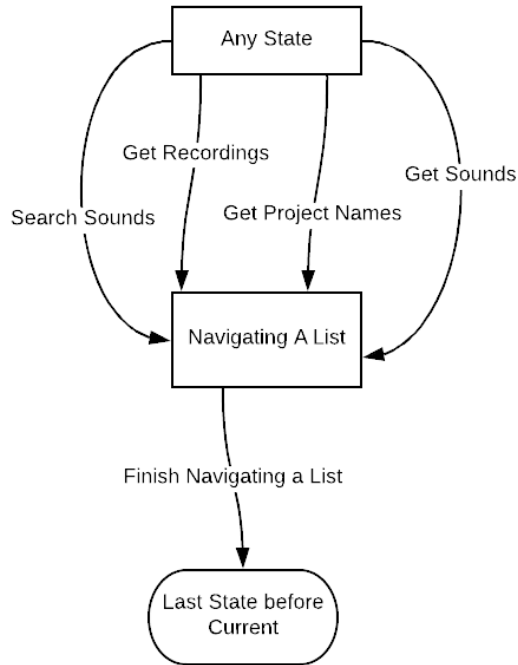 Any State
Get Recordings
Get Sounds
Search Sounds
Get Project Names
Navigating A List
Finish Navigating a List
Last State before
Current